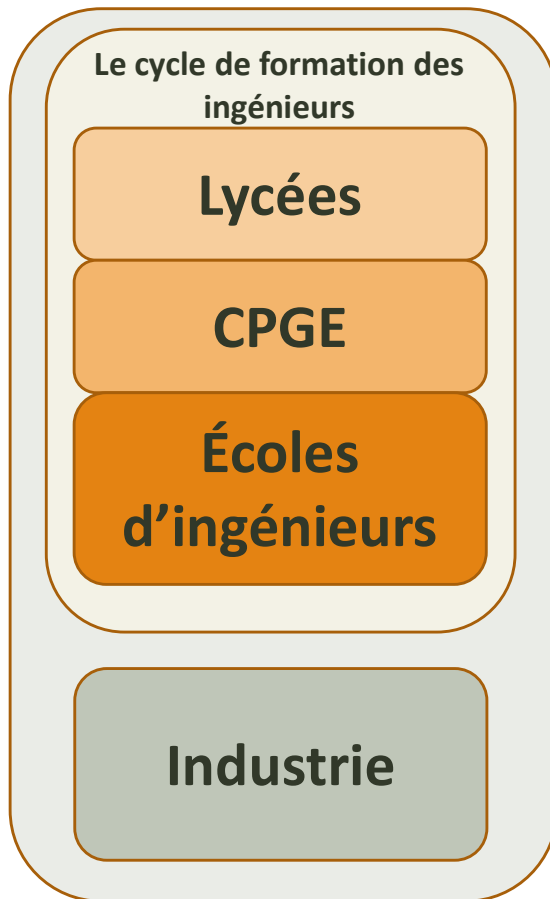 Le cycle de formation des
ingénieurs
Lycées
CPGE
Écoles
d’ingénieurs
Industrie